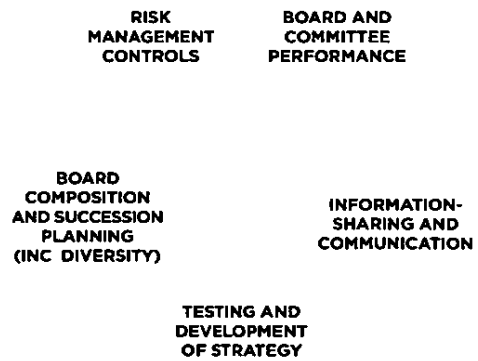 RISK
MANAGEMENT
CONTROLS
BOARD AND
COMMITTEE
PERFORMANCE
BOARD
COMPOSITION
AND SUCCESSION
PLANNING
(INC DIVERSITY)
INFORMATION-
SHARING AND
COMMUNICATION
TESTING AND
DEVELOPMENT
OF STRATEGY